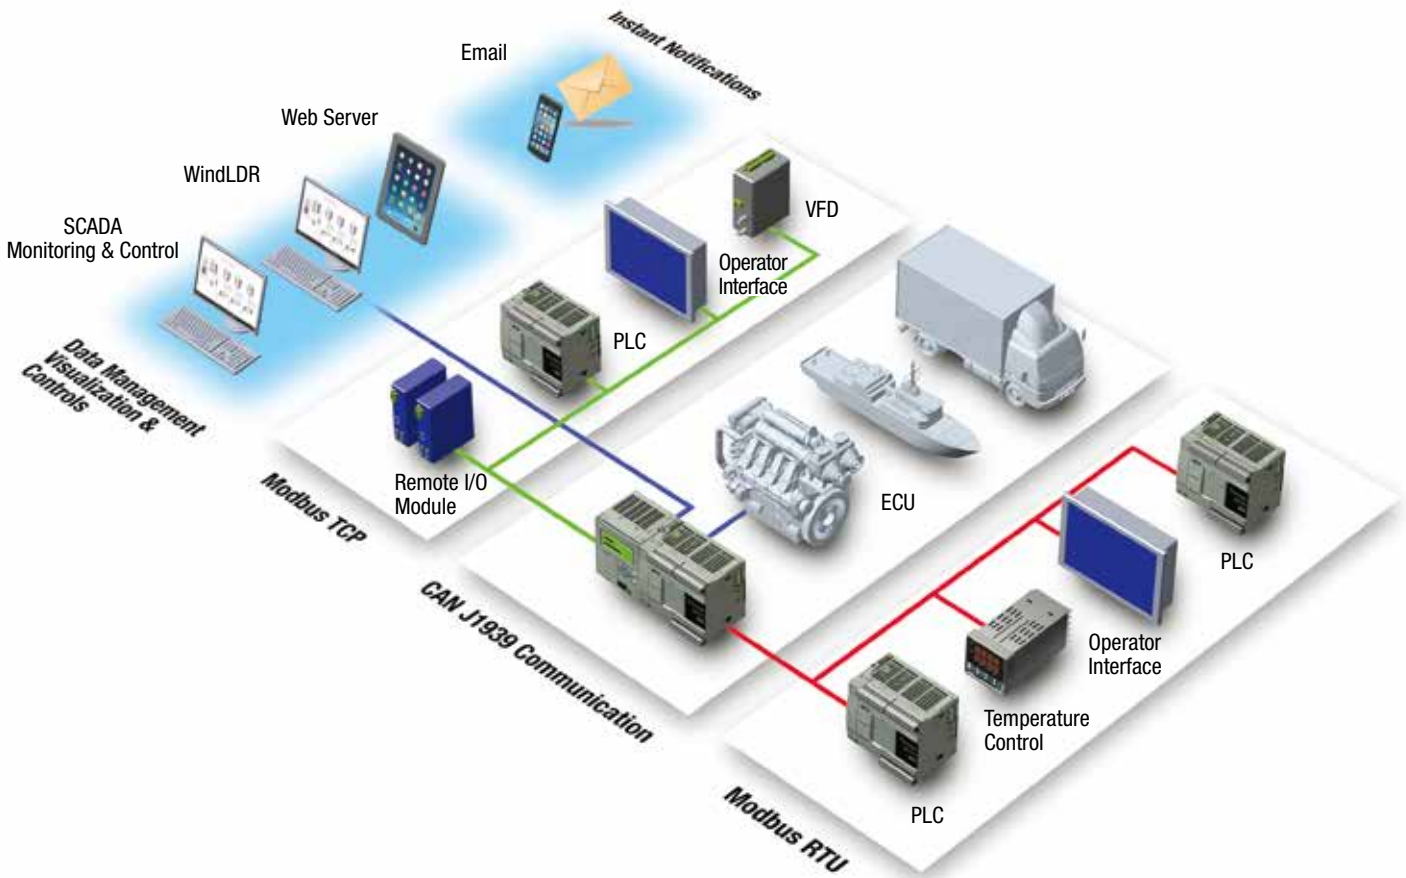 Instant Notifications
Email
Web Server
WindLDR
SCADA
Monitoring & Control
Data Management
Visualization &
Controls
VFD
Operator
Interface
PLC
Remote I/O
Module
Modbus TCP
ECU
CAN J1939 Communication
PLC
Operator
Interface
Temperature
Control
PLC
Modbus RTU